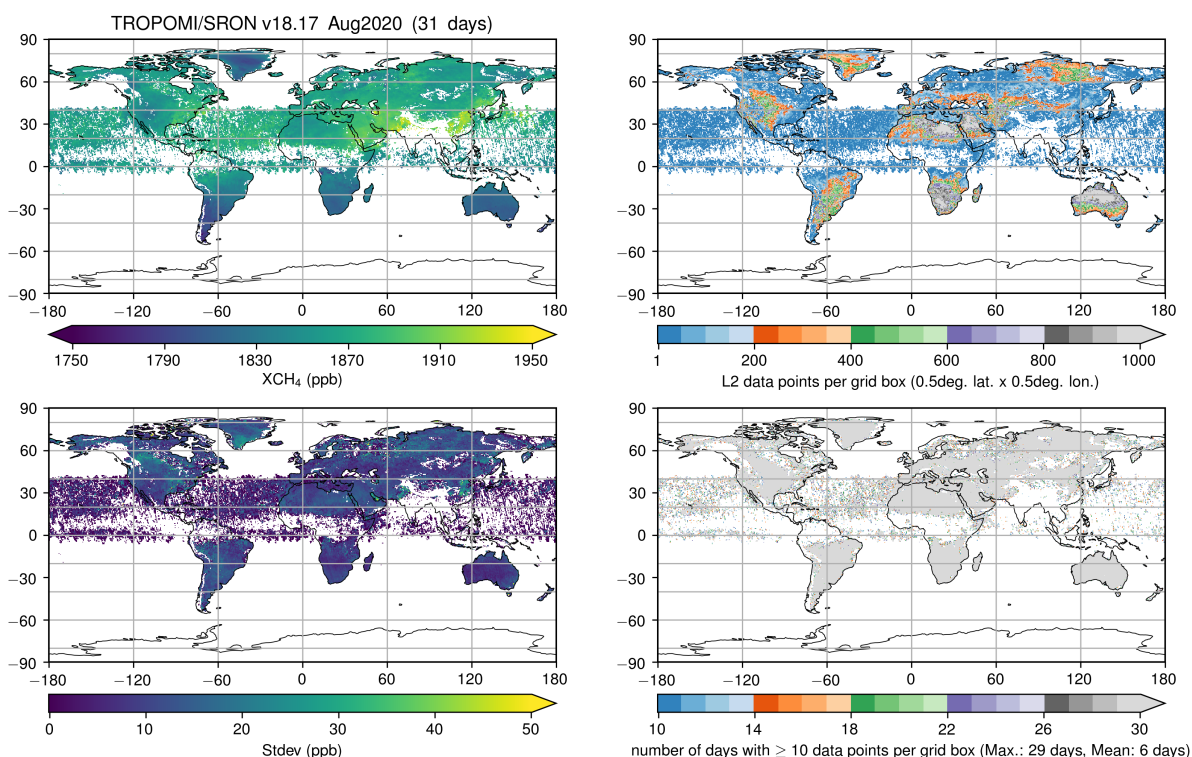 TROPOMI/SRON v18.17 Aug2020 (31 days)
90
60
30
0
−30
−60
−90
−180 −120 −60 0 60 120 180
1750 1790 1830 1870 1910 1950
XCH₄ (ppb)
90
60
30
0
−30
−60
−90
−180 −120 −60 0 60 120 180
1 200 400 600 800 1000
L2 data points per grid box (0.5deg. lat. x 0.5deg. lon.)
90
60
30
0
−30
−60
−90
−180 −120 −60 0 60 120 180
0 10 20 30 40 50
Stdev (ppb)
90
60
30
0
−30
−60
−90
−180 −120 −60 0 60 120 180
10 14 18 22 26 30
number of days with ≥ 10 data points per grid box (Max.: 29 days, Mean: 6 days)